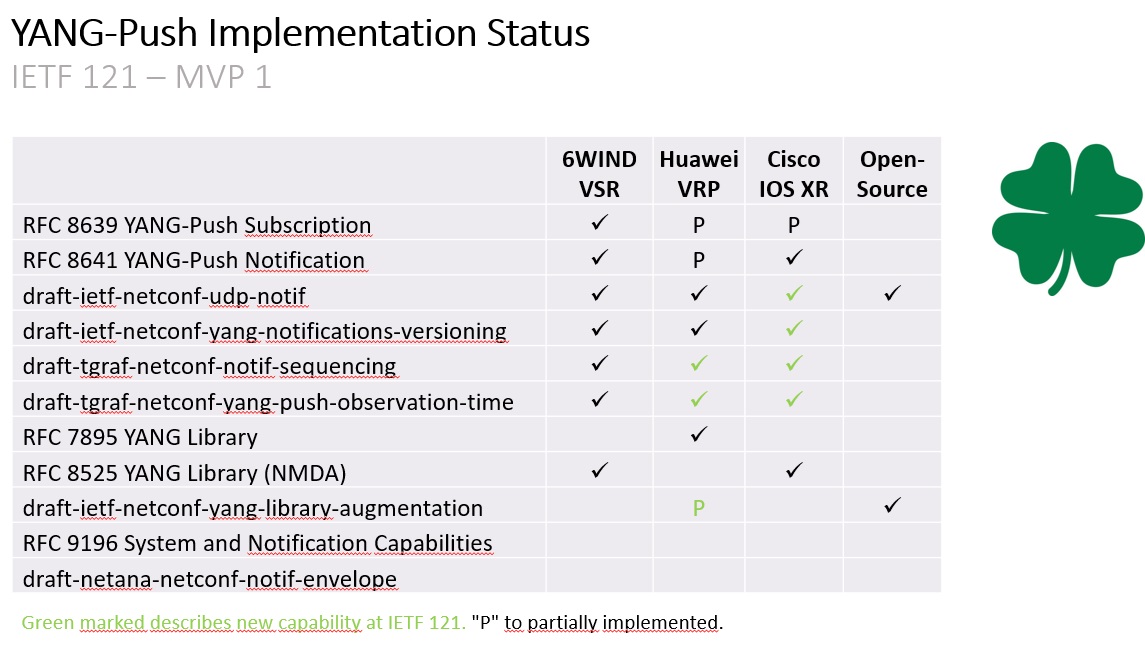 YANG-Push Implementation Status
IETF 121 – MVP 1
6WIND VSR Huawei VRP Cisco IOS XR Open-Source
RFC 8639 YANG-Push Subscription ✓ P P
RFC 8641 YANG-Push Notification ✓ P ✓
draft-ietf-netconf-udp-notif ✓ ✓ ✓ ✓
draft-ietf-netconf-yang-notifications-versioning ✓ ✓ ✓
draft-tgraf-netconf-notif-sequencing ✓ ✓ ✓
draft-tgraf-netconf-yang-push-observation-time ✓ ✓ ✓
RFC 7895 YANG Library ✓
RFC 8525 YANG Library (NMDA) ✓ ✓
draft-ietf-netconf-yang-library-augmentation P ✓
RFC 9196 System and Notification Capabilities
draft-netana-netconf-notif-envelope
Green marked describes new capability at IETF 121. "P" to partially implemented.